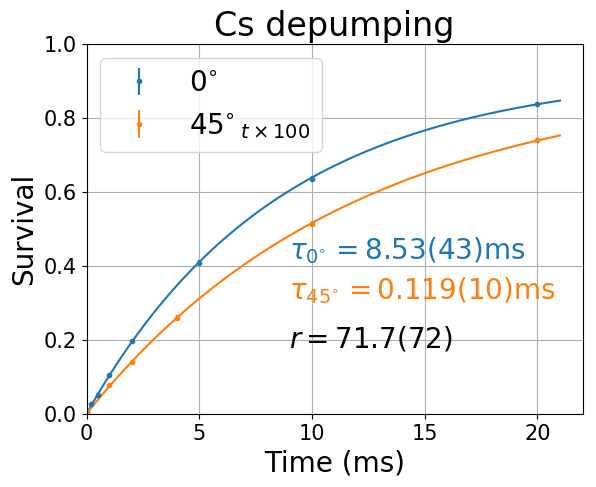 Cs depumping
1.0
0.8
0.6
0.4
0.2
0.0
Survival
0°
45° t × 100
τ0° = 8.53(43)ms
τ45° = 0.119(10)ms
r = 71.7(72)
0 5 10 15 20
Time (ms)